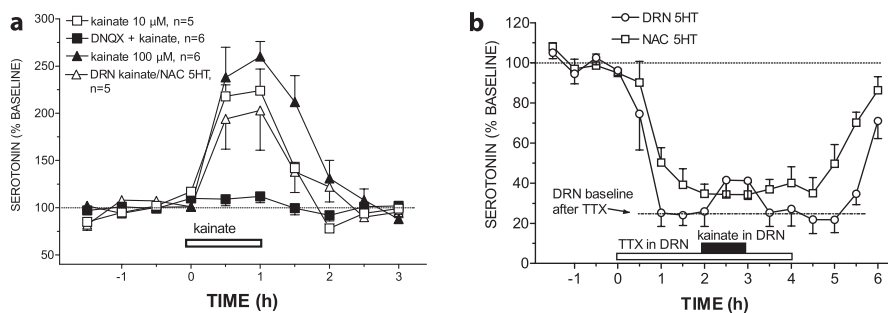 a
kainate 10 µM, n=5
DNQX + kainate, n=6
kainate 100 µM, n=6
DRN kainate/NAC 5HT,
n=5
SEROTONIN (% BASELINE)
300
250
200
150
100
50
kainate
-1 0 1 2 3
TIME (h)
b
DRN 5HT
NAC 5HT
SEROTONIN (% BASELINE)
120
100
80
60
40
20
0
DRN baseline
after TTX
kainate in DRN
TTX in DRN
-1 0 1 2 3 4 5 6
TIME (h)